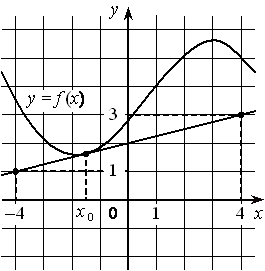 y
y = f(x)
3
1
−4 x₀ 0 1 4 x